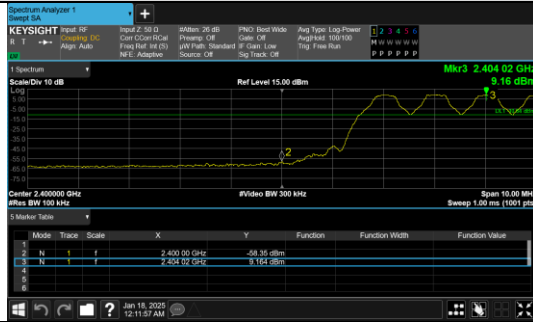 Spectrum Analyzer 1
Swept SA
+
KEYSIGHT
R T
Input: RF
Coupling: DC
Align: Auto
Input Z: 50 Ω
Corr CCorr RCal
Freq Ref: Int (S)
NFE: Adaptive
#Atten: 26 dB
Preamp: Off
µW Path: Standard
Source: Off
PNO: Best Wide
Gate: Off
IF Gain: Low
Sig Track: Off
Avg Type: Log-Power
Avg|Hold: 100/100
Trig: Free Run
1 2 3 4 5 6
M W W W W W
P P P P P P
1 Spectrum
Scale/Div 10 dB
Ref Level 15.00 dBm
Mkr3 2.404 02 GHz
9.16 dBm
Log
5.00
-5.00
-15.0
-25.0
-35.0
-45.0
-55.0
-65.0
-75.0
2
3
Center 2.400000 GHz
#Res BW 100 kHz
#Video BW 300 kHz
Span 10.00 MHz
Sweep 1.00 ms (1001 pts)
5 Marker Table
Mode Trace Scale X Y Function Function Width Function Value
1
2 N 1 f 2.400 00 GHz -58.35 dBm
3 N 1 f 2.404 02 GHz 9.164 dBm
4
5
6
?
Jan 18, 2025
12:11:57 AM